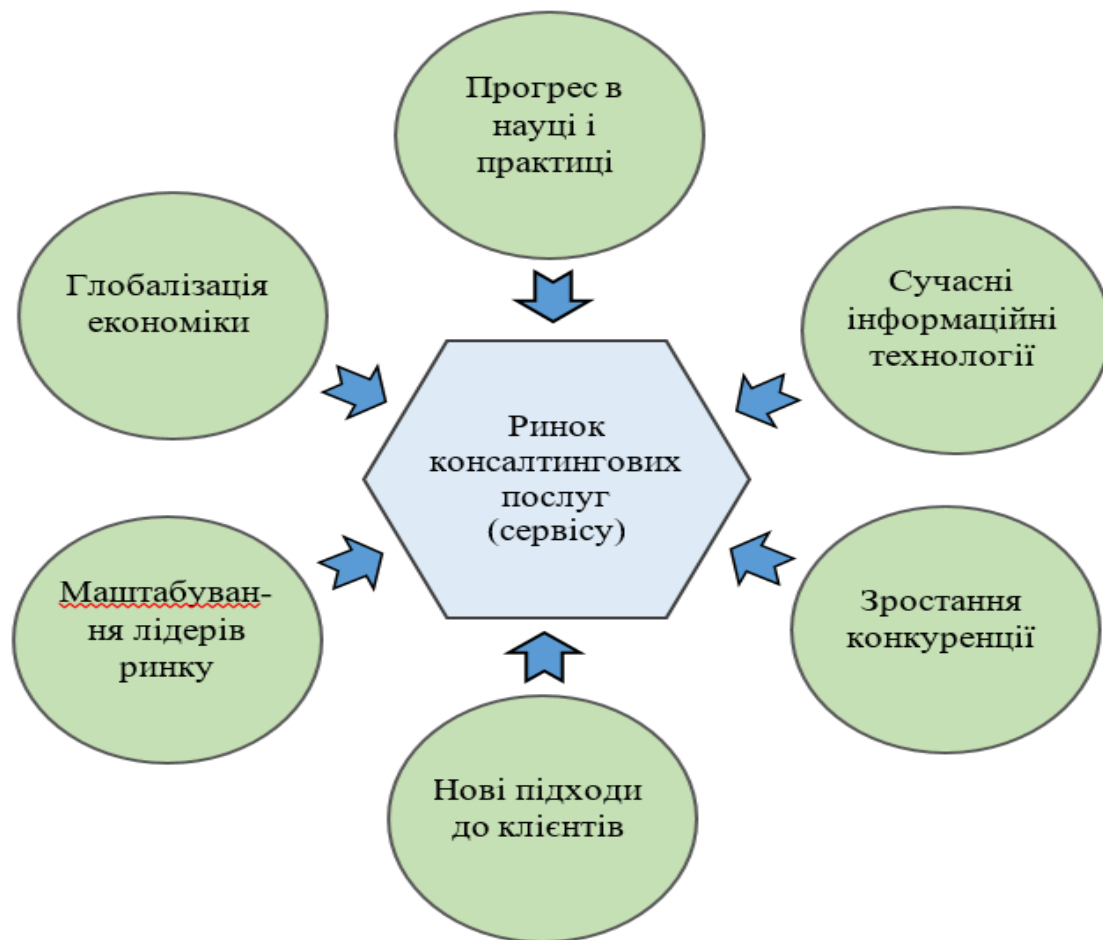 Прогрес в
науці і
практиці
Глобалізація
економіки
Сучасні
інформаційні
технології
Ринок
консалтингових
послуг
(сервісу)
Маштабуван-
ня лідерів
ринку
Зростання
конкуренції
Нові підходи
до клієнтів